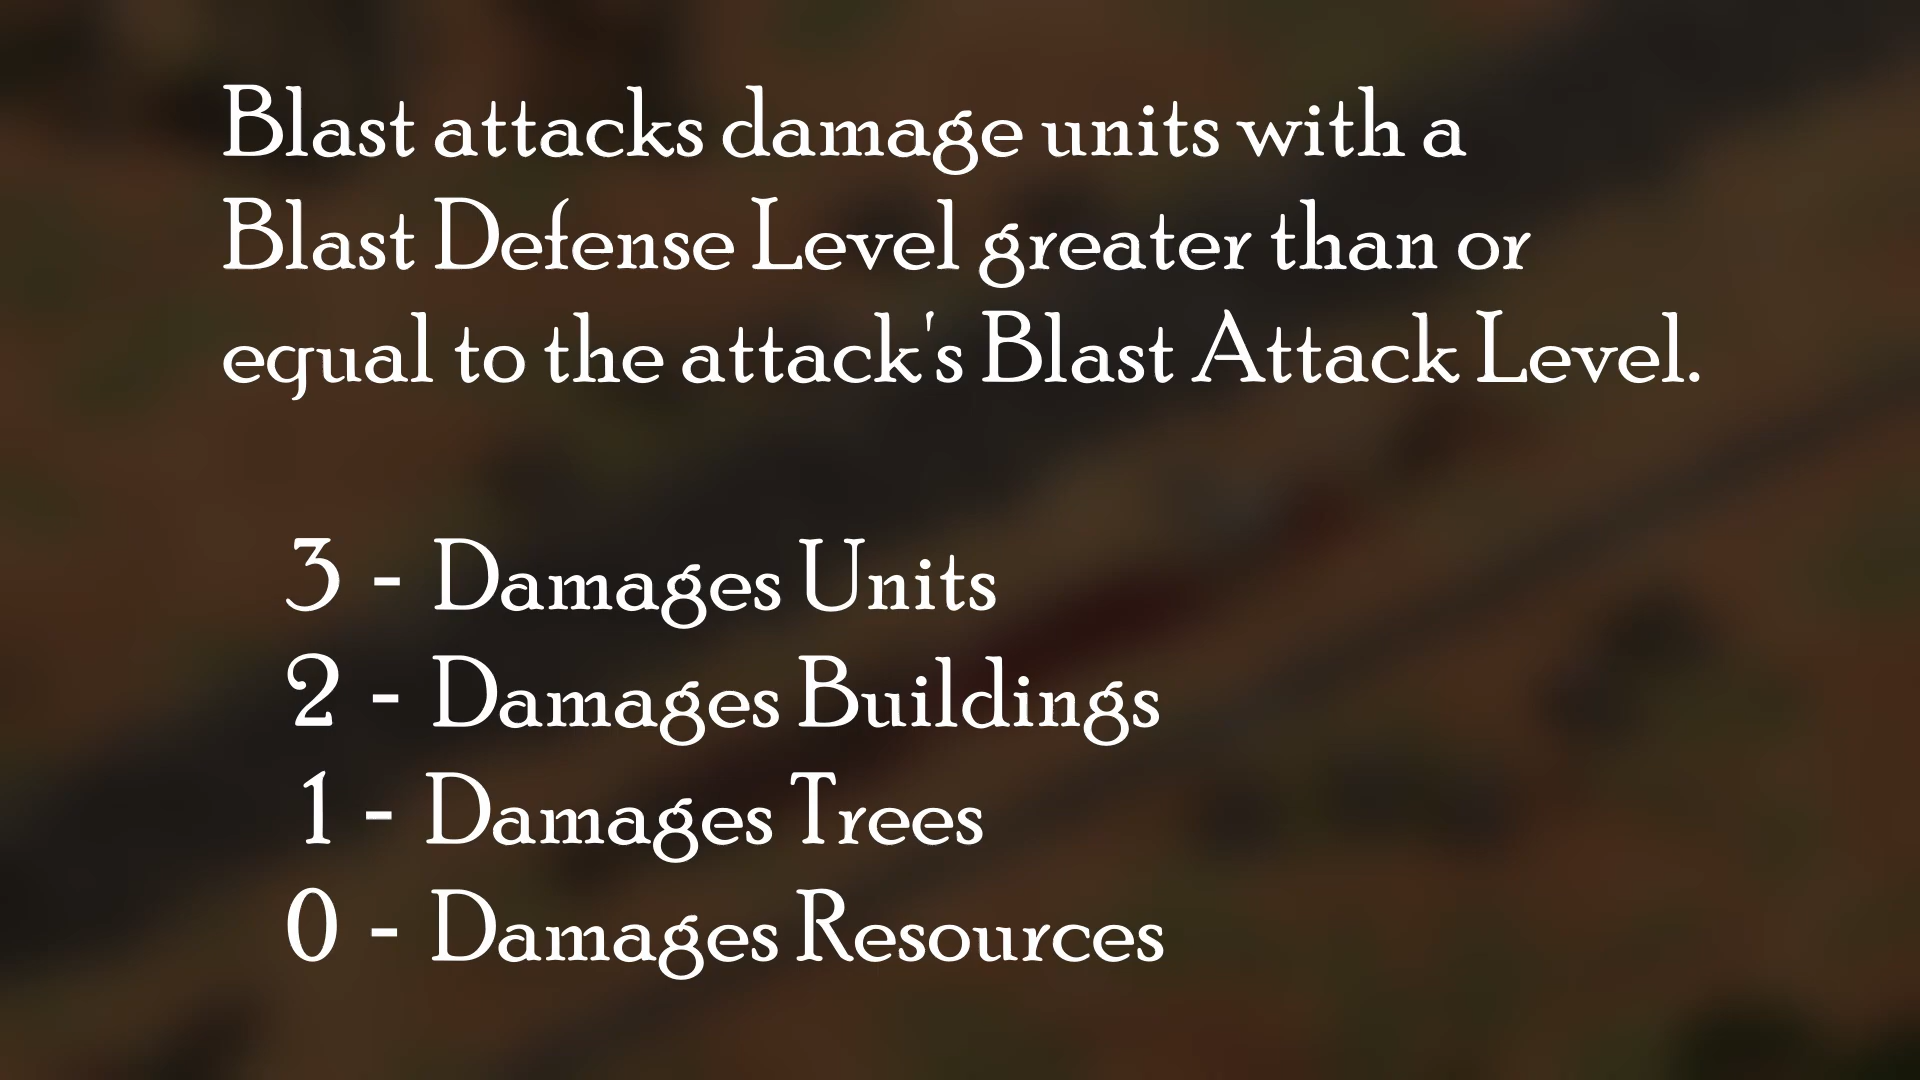 Blast attacks damage units with a
Blast Defense Level greater than or
equal to the attack's Blast Attack Level.
3 - Damages Units
2 - Damages Buildings
1 - Damages Trees
0 - Damages Resources